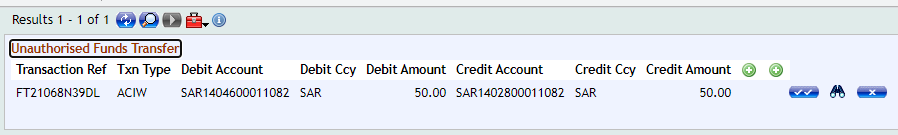 Results 1 - 1 of 1
Unauthorised Funds Transfer
Transaction Ref Txn Type Debit Account Debit Ccy Debit Amount Credit Account Credit Ccy Credit Amount
FT21068N39DL ACIW SAR1404600011082 SAR 50.00 SAR1402800011082 SAR 50.00